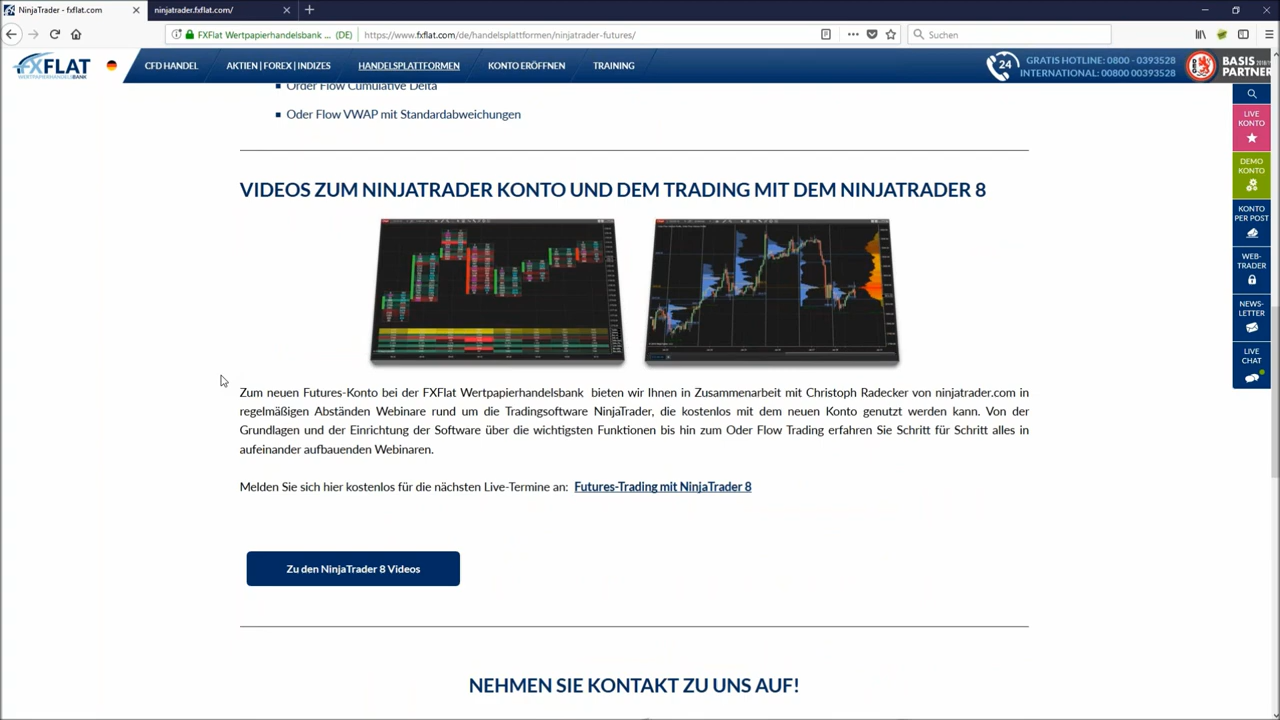 NinjaTrader - fxflat.com
ninjatrader.fxflat.com/
FXFlat Wertpapierhandelsbank ... (DE)
https://www.fxflat.com/de/handelsplattformen/ninjatrader-futures/
Suchen
FXFLAT
WERTPAPIERHANDELSBANK
CFD HANDEL
AKTIEN | FOREX | INDIZES
HANDELSPLATTFORMEN
KONTO ERÖFFNEN
TRAINING
24
GRATIS HOTLINE: 0800 - 0393528
INTERNATIONAL: 00800 00393528
BASIS
PARTNER
Order Flow Cumulative Delta
Oder Flow VWAP mit Standardabweichungen
LIVE
KONTO
DEMO
KONTO
KONTO
PER POST
WEB-
TRADER
NEWS-
LETTER
LIVE
CHAT
VIDEOS ZUM NINJATRADER KONTO UND DEM TRADING MIT DEM NINJATRADER 8
Zum neuen Futures-Konto bei der FXFlat Wertpapierhandelsbank bieten wir Ihnen in Zusammenarbeit mit Christoph Radecker von ninjatrader.com in
regelmäßigen Abständen Webinare rund um die Tradingsoftware NinjaTrader, die kostenlos mit dem neuen Konto genutzt werden kann. Von der
Grundlagen und der Einrichtung der Software über die wichtigsten Funktionen bis hin zum Oder Flow Trading erfahren Sie Schritt für Schritt alles in
aufeinander aufbauenden Webinaren.
Melden Sie sich hier kostenlos für die nächsten Live-Termine an: Futures-Trading mit NinjaTrader 8
Zu den NinjaTrader 8 Videos
NEHMEN SIE KONTAKT ZU UNS AUF!